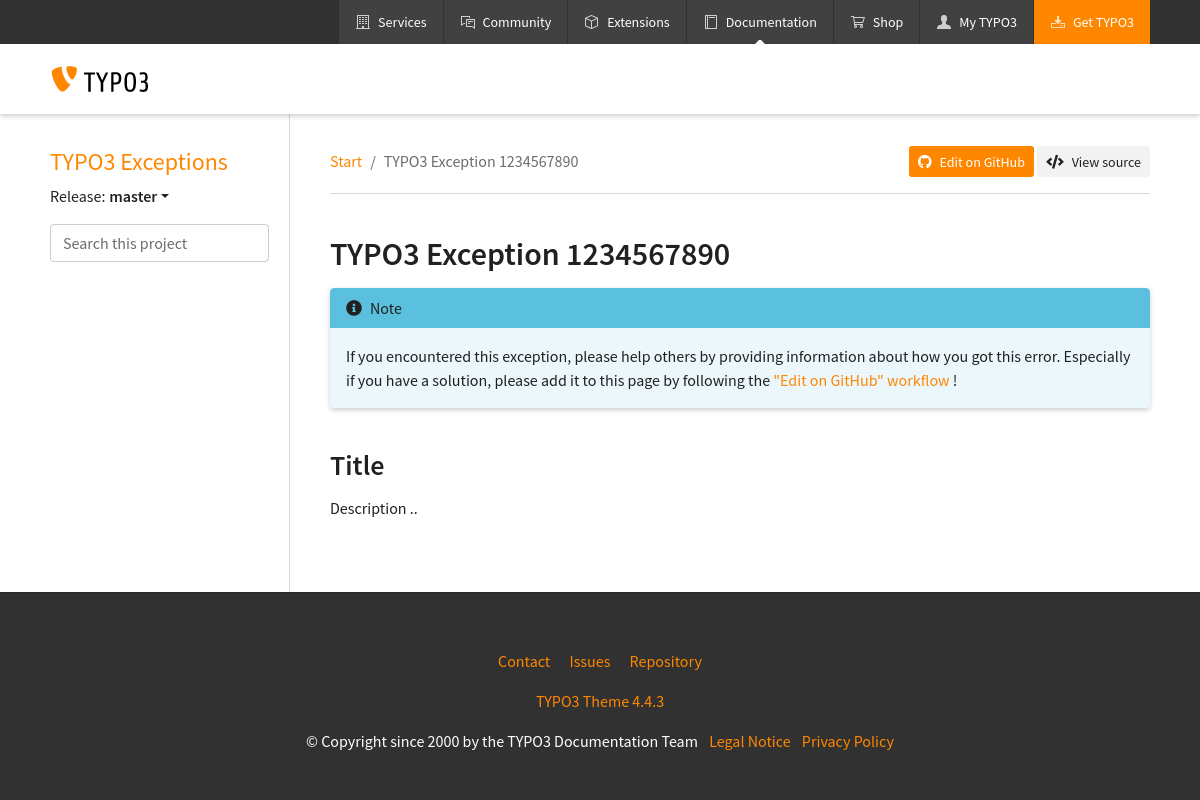 Services Community Extensions Documentation Shop My TYPO3 Get TYPO3
TYPO3
TYPO3 Exceptions
Release: master
Search this project
Start / TYPO3 Exception 1234567890
Edit on GitHub View source
TYPO3 Exception 1234567890
Note
If you encountered this exception, please help others by providing information about how you got this error. Especially
if you have a solution, please add it to this page by following the "Edit on GitHub" workflow !
Title
Description ..
Contact Issues Repository
TYPO3 Theme 4.4.3
© Copyright since 2000 by the TYPO3 Documentation Team Legal Notice Privacy Policy